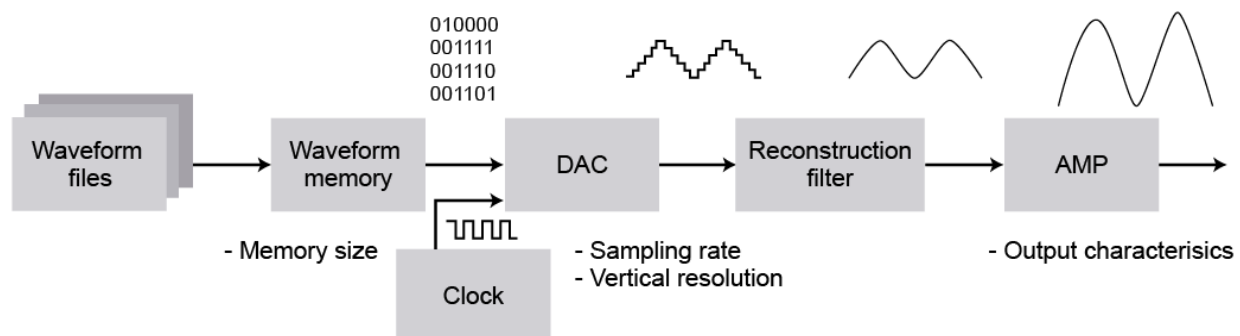 010000
001111
001110
001101
Waveform
files
Waveform
memory
DAC
Reconstruction
filter
AMP
- Memory size
Clock
- Sampling rate
- Vertical resolution
- Output characterisics